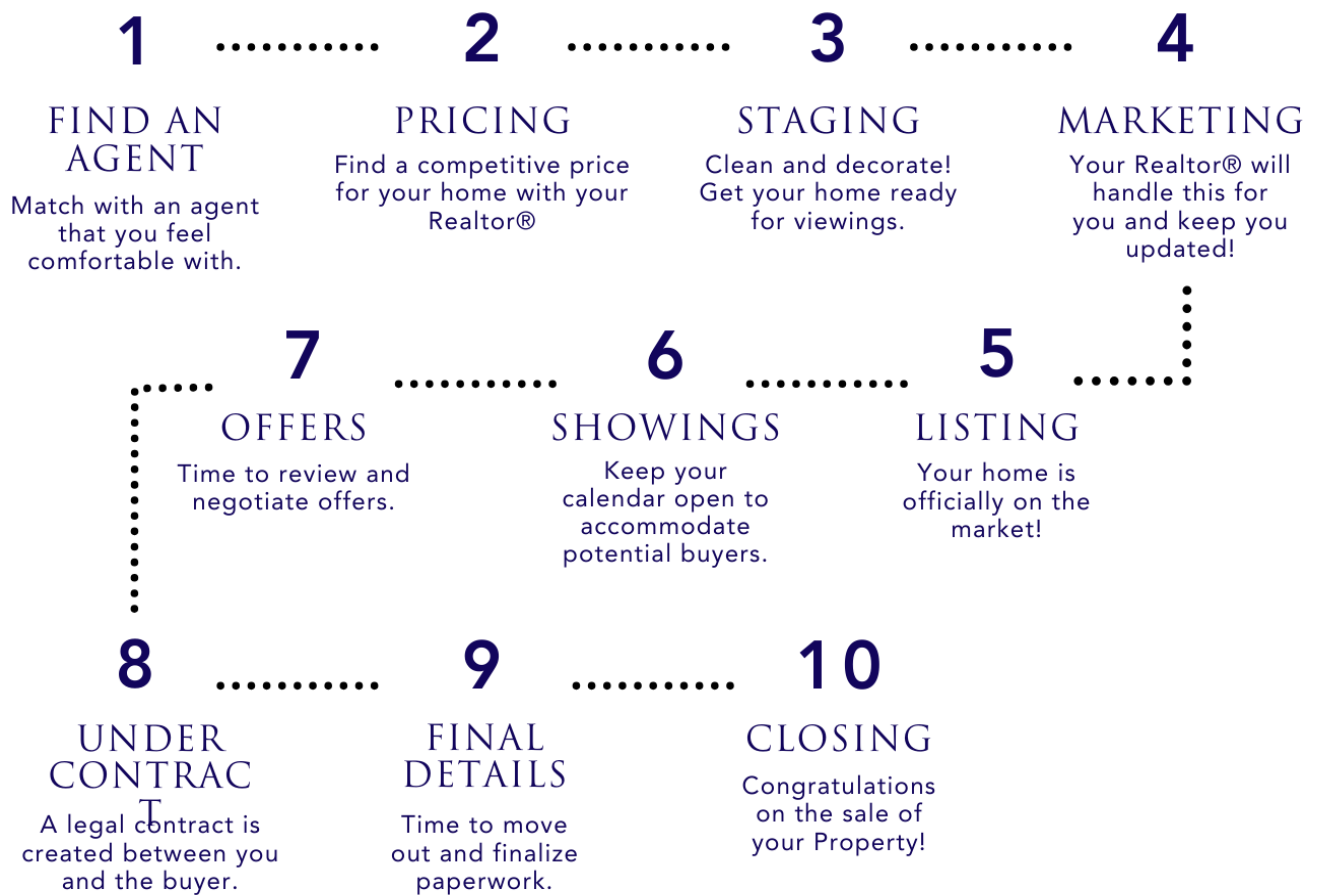 1
FIND AN
AGENT
Match with an agent
that you feel
comfortable with.
2
PRICING
Find a competitive price
for your home with your
Realtor®
3
STAGING
Clean and decorate!
Get your home ready
for viewings.
4
MARKETING
Your Realtor® will
handle this for
you and keep you
updated!
5
LISTING
Your home is
officially on the
market!
6
SHOWINGS
Keep your
calendar open to
accommodate
potential buyers.
7
OFFERS
Time to review and
negotiate offers.
8
UNDER
CONTRAC
T
A legal contract is
created between you
and the buyer.
9
FINAL
DETAILS
Time to move
out and finalize
paperwork.
10
CLOSING
Congratulations
on the sale of
your Property!